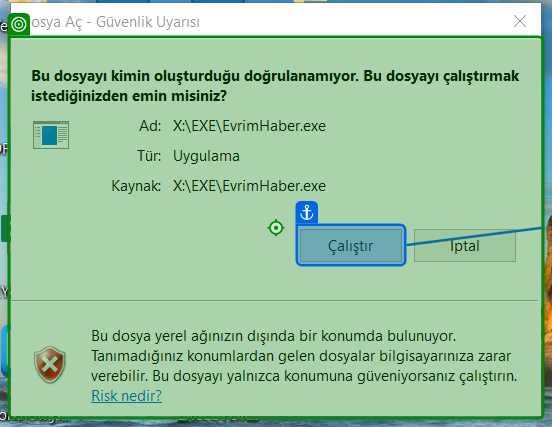 osya Aç - Güvenlik Uyarısı
Bu dosyayı kimin oluşturduğu doğrulanamıyor. Bu dosyayı çalıştırmak
istediğinizden emin misiniz?
Ad: X:\EXE\EvrimHaber.exe
Tür: Uygulama
Kaynak: X:\EXE\EvrimHaber.exe
Çalıştır İptal
Bu dosya yerel ağınızın dışında bir konumda bulunuyor.
Tanımadığınız konumlardan gelen dosyalar bilgisayarınıza zarar
verebilir. Bu dosyayı yalnızca konumuna güveniyorsanız çalıştırın.
Risk nedir?